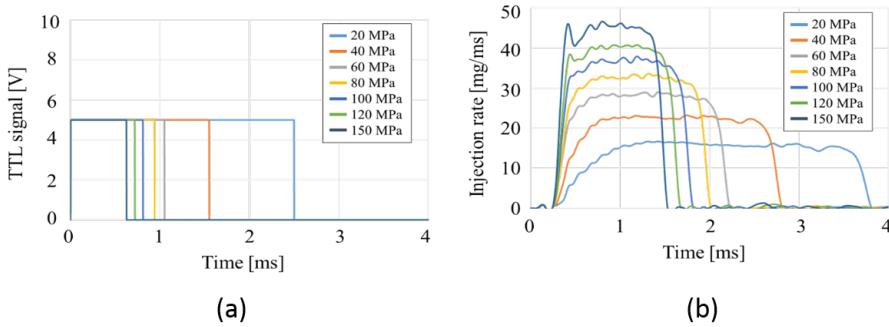 10
8
6
4
2
0
TTL signal [V]
20 MPa
40 MPa
60 MPa
80 MPa
100 MPa
120 MPa
150 MPa
0
1
2
3
4
Time [ms]
(a)
50
40
30
20
10
0
Injection rate [mg/ms]
20 MPa
40 MPa
60 MPa
80 MPa
100 MPa
120 MPa
150 MPa
0
1
2
3
4
Time [ms]
(b)